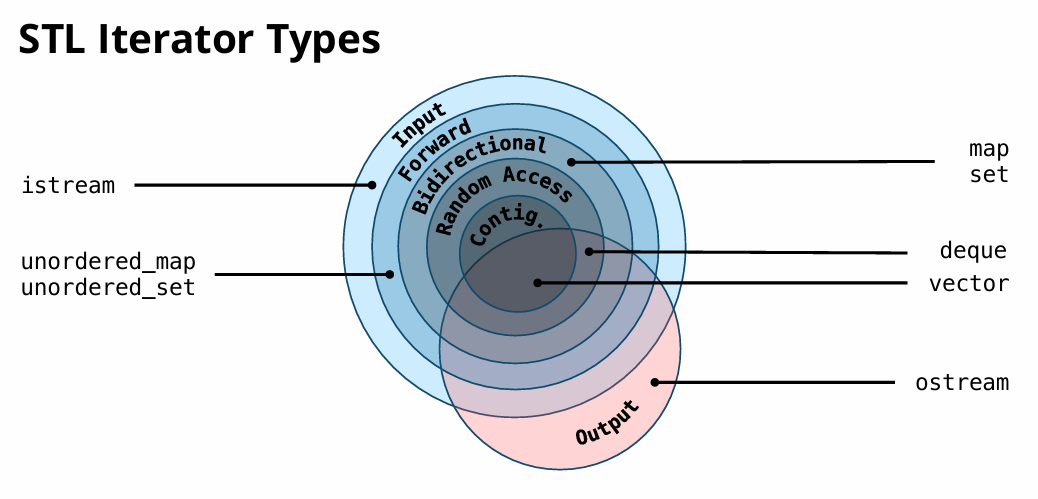 STL Iterator Types
Input
Forward
Bidirectional
Random Access
Contig.
Output
istream
unordered_map
unordered_set
map
set
deque
vector
ostream